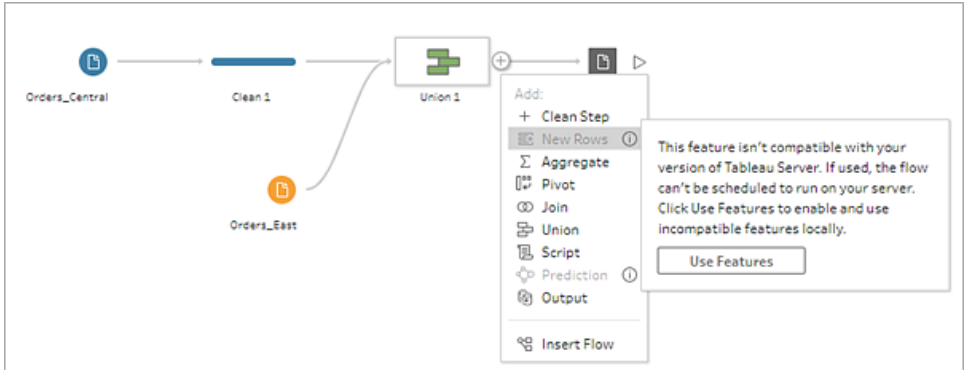 Orders_Central
Clean 1
Union 1
Orders_East
Add:
Clean Step
New Rows
Aggregate
Pivot
Join
Union
Script
Prediction
Output
Insert Flow
This feature isn't compatible with your
version of Tableau Server. If used, the flow
can't be scheduled to run on your server.
Click Use Features to enable and use
incompatible features locally.
Use Features